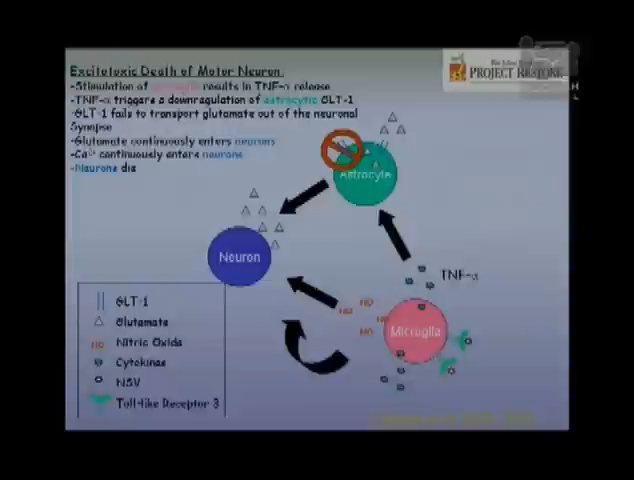 Excitotoxic Death of Motor Neuron:
-Stimulation of microglia results in TNF-α release
-TNF-α triggers a downregulation of astrocytic GLT-1
-GLT-1 fails to transport glutamate out of the neuronal
Synapse
-Glutamate continuously enters neurons
-Ca²⁺ continuously enters neurons
-Neurons die
PROJECT RESTORE
Astrocyte
Neuron
TNF-α
NO
NO
NO
NO
Microglia
GLT-1
Glutamate
NO
Nitric Oxide
Cytokine
NSV
Toll-like Receptor 3